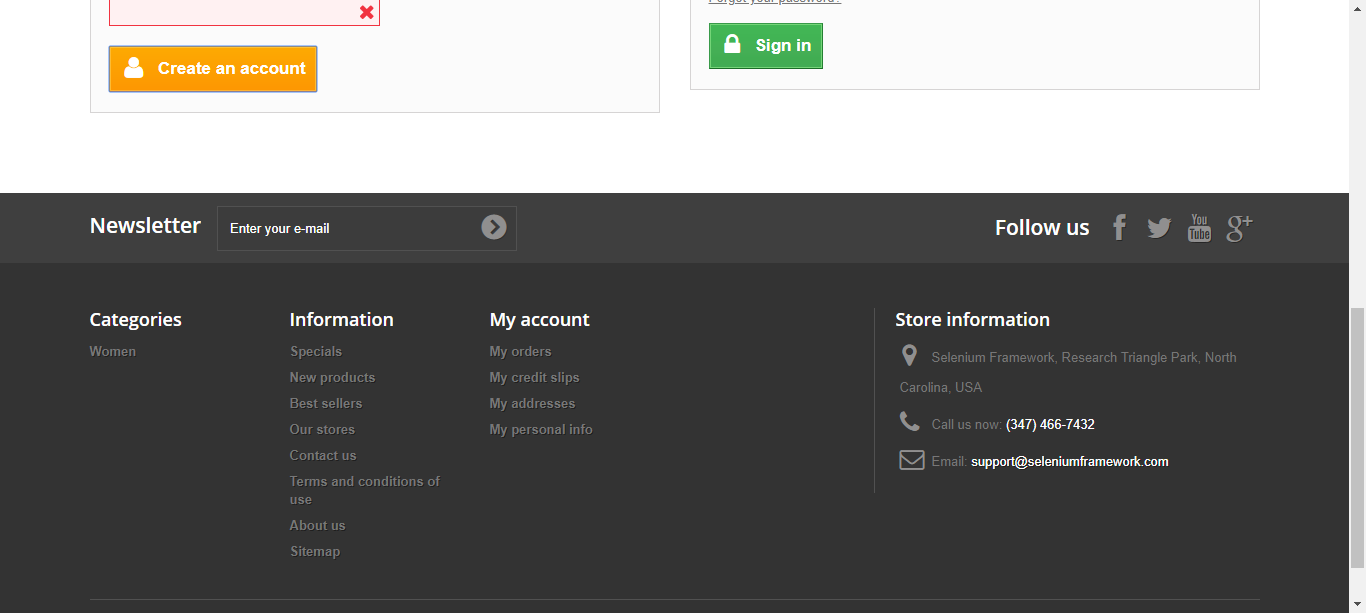 Forgot your password?
Create an account
Sign in
Newsletter
Enter your e-mail
Follow us
You
Tube
g+
Categories
Women
Information
Specials
New products
Best sellers
Our stores
Contact us
Terms and conditions of
use
About us
Sitemap
My account
My orders
My credit slips
My addresses
My personal info
Store information
Selenium Framework, Research Triangle Park, North
Carolina, USA
Call us now: (347) 466-7432
Email: support@seleniumframework.com